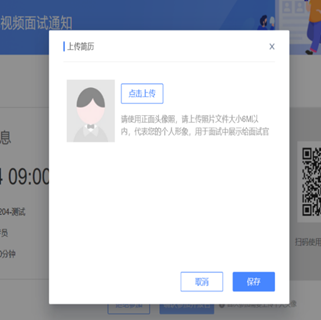 视频面试通知
上传简历
X
点击上传
请使用正面头像照，请上传照片文件大小6M以
内，代表您的个人形象，用于面试中展示给面试官
息
4 09:00
204-测试
员
0分钟
扫码使用
取消
保存